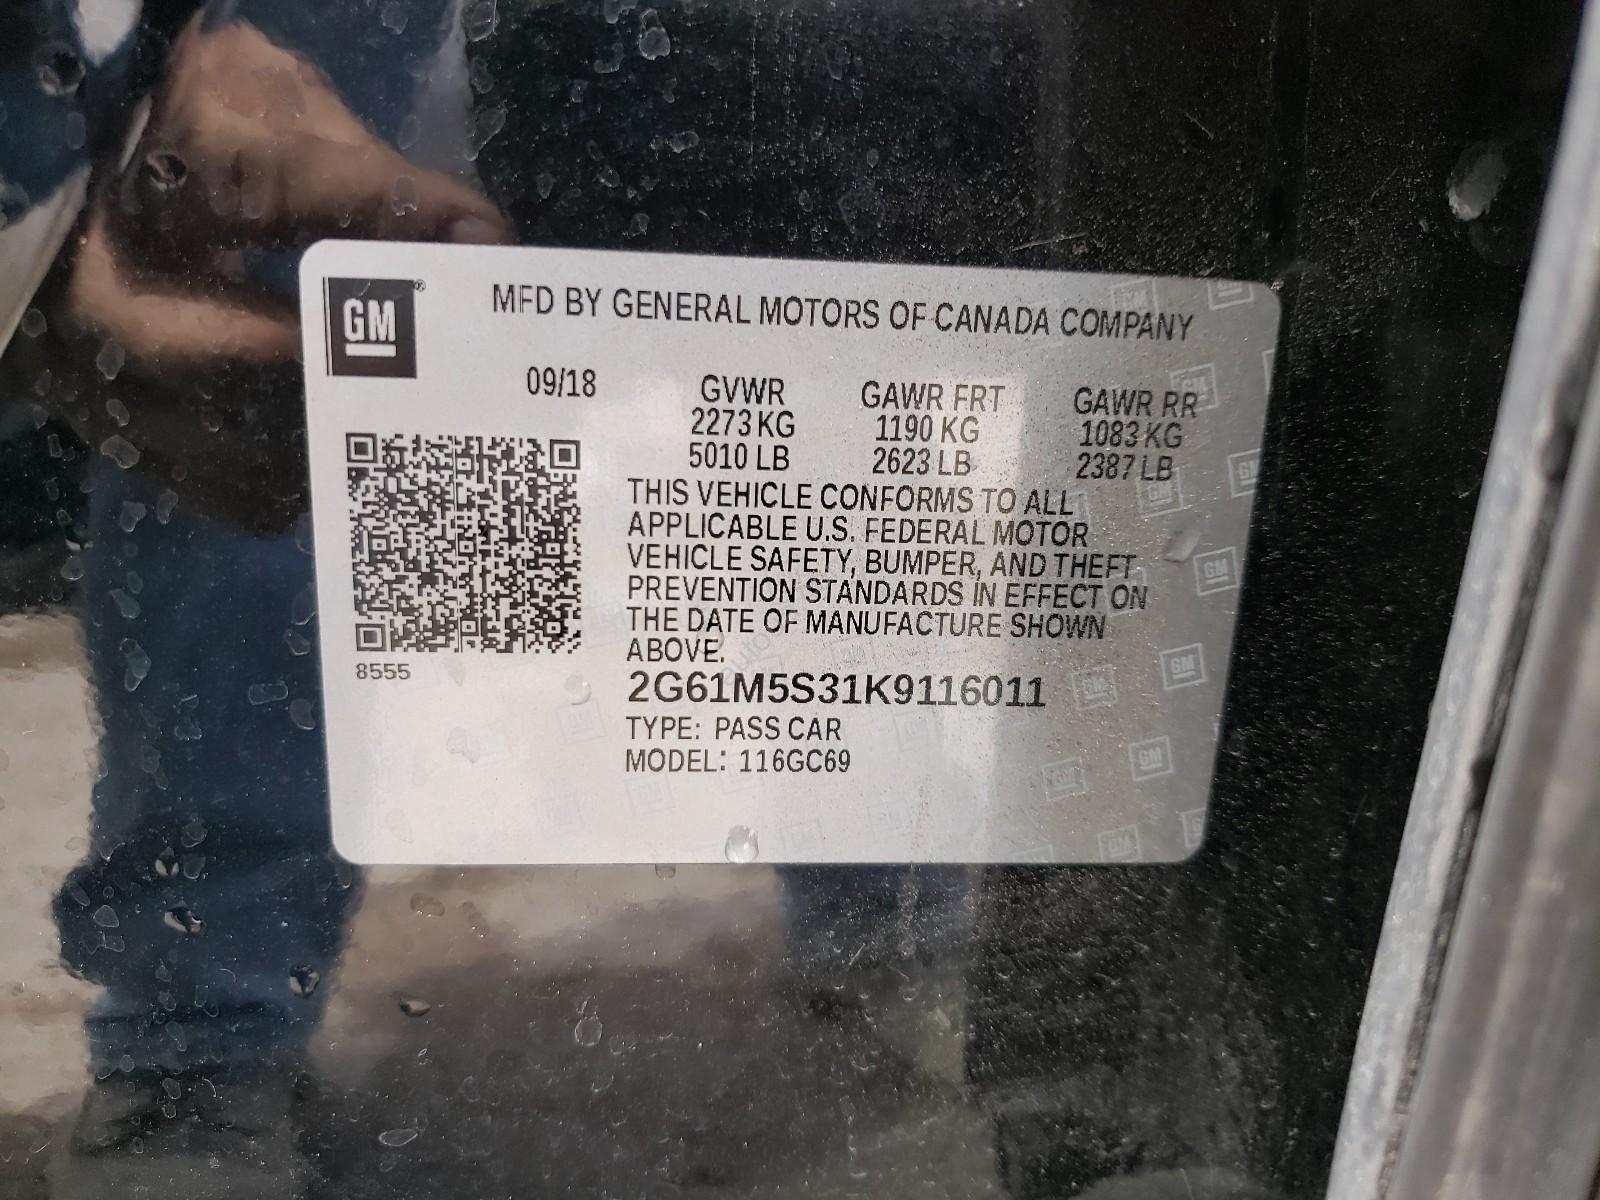 GM
MFD BY GENERAL MOTORS OF CANADA COMPANY
09/18 GVWR GAWR FRT GAWR RR
2273 KG 1190 KG 1083 KG
5010 LB 2623 LB 2387 LB
THIS VEHICLE CONFORMS TO ALL
APPLICABLE U.S. FEDERAL MOTOR
VEHICLE SAFETY, BUMPER, AND THEFT
PREVENTION STANDARDS IN EFFECT ON
THE DATE OF MANUFACTURE SHOWN
ABOVE.
8555
2G61M5S31K9116011
TYPE: PASS CAR
MODEL: 116GC69